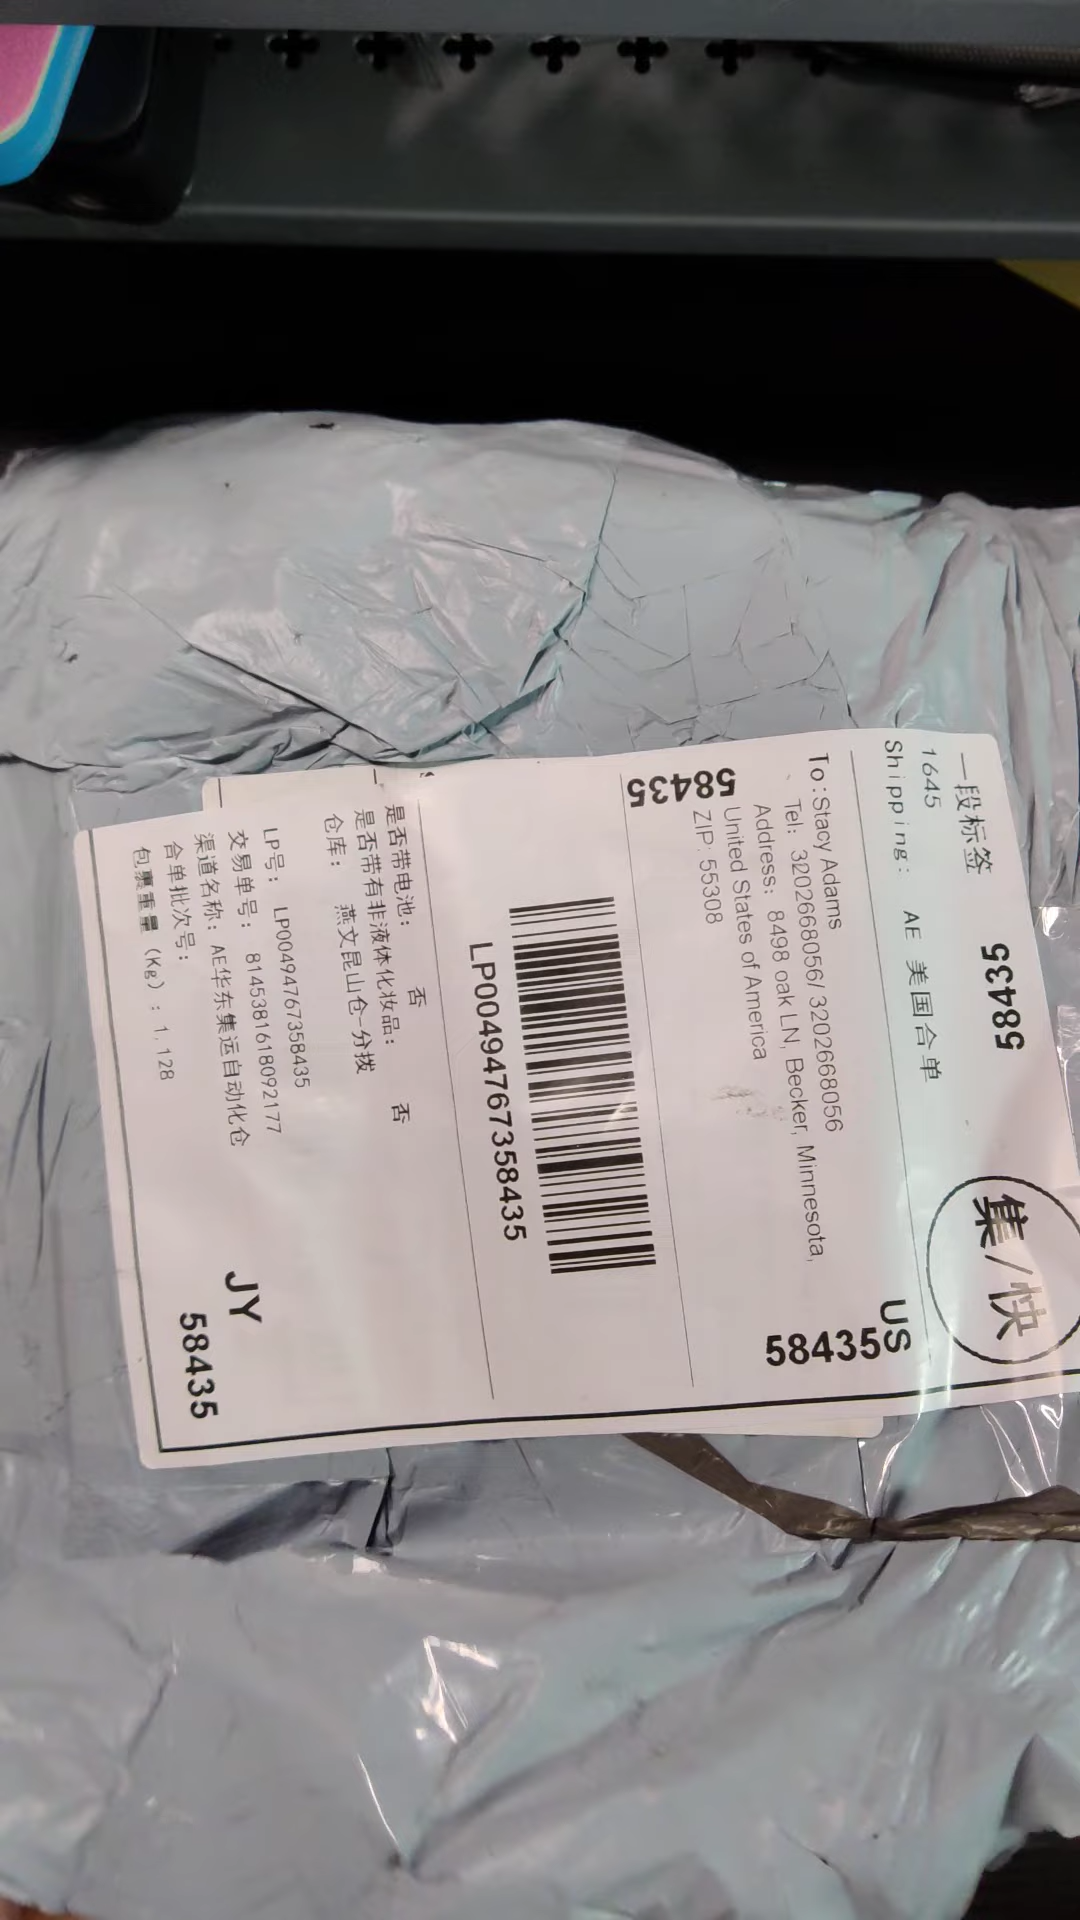 一段标签
58435
集/快
1645
Shipping: AE 美国合单
US
To:Stacy Adams
Tel: 3202668056/ 3202668056
Address: 8498 oak LN, Becker, Minnesota,
United States of America
ZIP: 55308
58435
58435
LP00494767358435
是否带电池: 否
是否带有非液体化妆品: 否
仓库: 燕文昆山仓-分拨
LP号: LP00494767358435
交易单号: 8145381618092177
渠道名称: AE华东集运自动化仓
合单批次号:
包裹重量 (Kg): 1,128
JY
58435